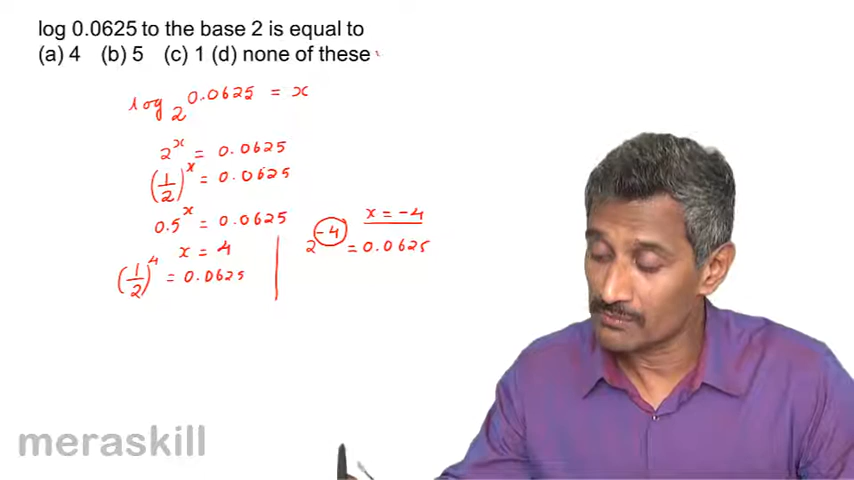 log 0.0625 to the base 2 is equal to
(a) 4 (b) 5 (c) 1 (d) none of these
log₂ 0.0625 = x
2^x = 0.0625
(1/2)^x = 0.0625
0.5^x = 0.0625
x = 4
(1/2)^4 = 0.0625
x = -4
2^-4 = 0.0625
meraskill